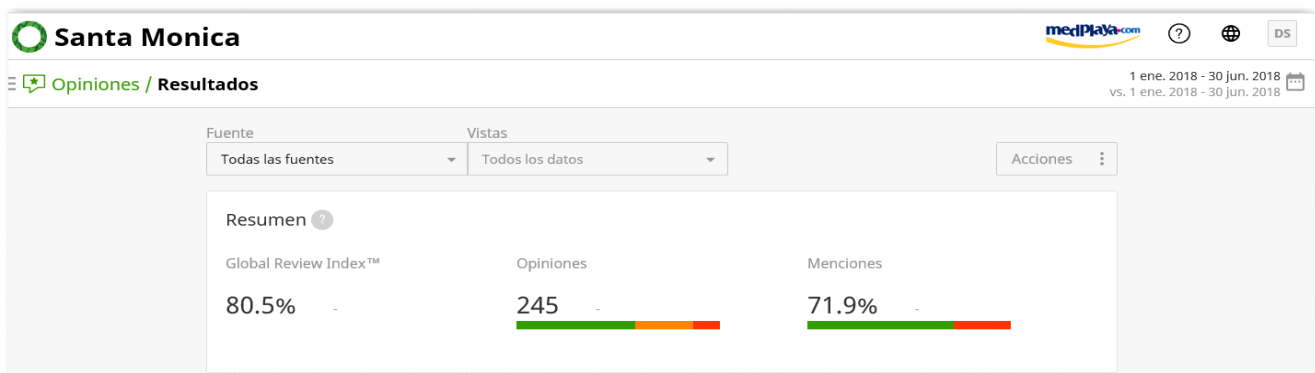 Santa Monica
medPlaya.com
?
DS
Opiniones / Resultados
1 ene. 2018 - 30 jun. 2018
vs. 1 ene. 2018 - 30 jun. 2018
Fuente
Vistas
Todas las fuentes
Todos los datos
Acciones
Resumen ?
Global Review Index™
Opiniones
Menciones
80.5% -
245 -
71.9% -